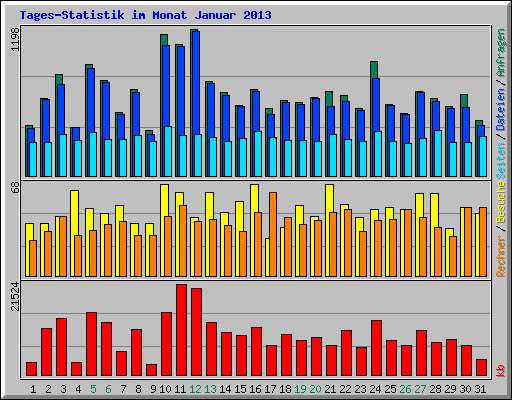 Tages-Statistik im Monat Januar 2013
1198
68
21524
Rechner / Besuche Seiten / Dateien / Anfragen
kb
1 2 3 4 5 6 7 8 9 10 11 12 13 14 15 16 17 18 19 20 21 22 23 24 25 26 27 28 29 30 31